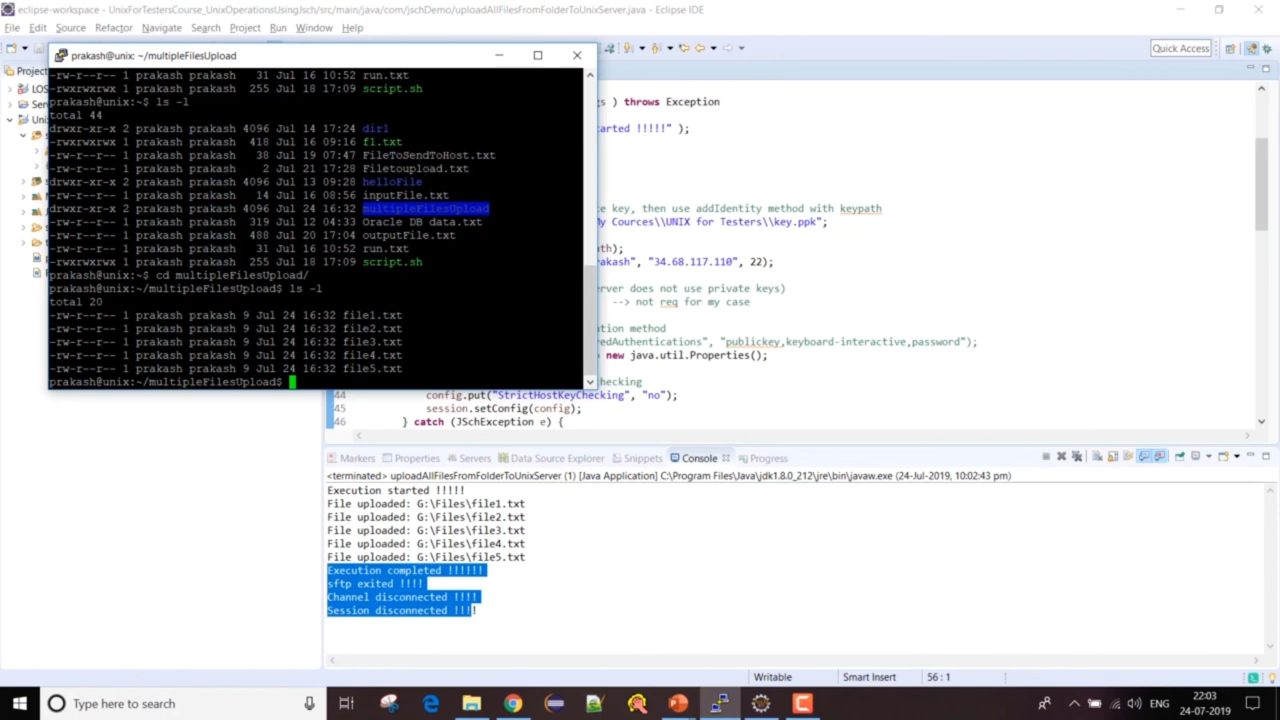 eclipse-workspace - UnixForTestersCourse_UnixOperationsUsingJsch/src/main/java/com/jschDemo/uploadAllFilesFromFolderToUnixServer.java - Eclipse IDE
File Edit Source Refactor Navigate Search Project Run Window Help
Quick Access
prakash@unix: ~/multipleFilesUpload
Project
LOS
Ser
Uni
-rw-r--r-- 1 prakash prakash 31 Jul 16 10:52 run.txt
-rwxrwxrwx 1 prakash prakash 255 Jul 18 17:09 script.sh
prakash@unix:~$ ls -l
total 44
drwxr-xr-x 2 prakash prakash 4096 Jul 14 17:24 dir1
-rwxrwxrwx 1 prakash prakash 418 Jul 16 09:16 f1.txt
-rw-r--r-- 1 prakash prakash 38 Jul 19 07:47 FileToSendToHost.txt
-rw-r--r-- 1 prakash prakash 2 Jul 21 17:28 Filetoupload.txt
drwxr-xr-x 2 prakash prakash 4096 Jul 13 09:28 helloFile
-rw-r--r-- 1 prakash prakash 14 Jul 16 08:56 inputFile.txt
drwxr-xr-x 2 prakash prakash 4096 Jul 24 16:32 multipleFilesUpload
-rw-r--r-- 1 prakash prakash 319 Jul 12 04:33 Oracle DB data.txt
-rw-r--r-- 1 prakash prakash 488 Jul 20 17:04 outputFile.txt
-rw-r--r-- 1 prakash prakash 31 Jul 16 10:52 run.txt
-rwxrwxrwx 1 prakash prakash 255 Jul 18 17:09 script.sh
prakash@unix:~$ cd multipleFilesUpload/
prakash@unix:~/multipleFilesUpload$ ls -l
total 20
-rw-r--r-- 1 prakash prakash 9 Jul 24 16:32 file1.txt
-rw-r--r-- 1 prakash prakash 9 Jul 24 16:32 file2.txt
-rw-r--r-- 1 prakash prakash 9 Jul 24 16:32 file3.txt
-rw-r--r-- 1 prakash prakash 9 Jul 24 16:32 file4.txt
-rw-r--r-- 1 prakash prakash 9 Jul 24 16:32 file5.txt
prakash@unix:~/multipleFilesUpload$
gs ) throws Exception
arted !!!!!" );
te key, then use addIdentity method with keypath
My Cources\\UNIX for Testers\\key.ppk";
ath);
akash", "34.68.117.110", 22);
erver does not use private keys)
--> not req for my case
tion method
redAuthentications", "publickey,keyboard-interactive,password");
new java.util.Properties();
hecking
44 config.put("StrictHostKeyChecking", "no");
45 session.setConfig(config);
46 } catch (JSchException e) {
Markers Properties Servers Data Source Explorer Snippets Console Progress
<terminated> uploadAllFilesFromFolderToUnixServer (1) [Java Application] C:\Program Files\Java\jdk1.8.0_212\jre\bin\javaw.exe (24-Jul-2019, 10:02:43 pm)
Execution started !!!!!
File uploaded: G:\Files\file1.txt
File uploaded: G:\Files\file2.txt
File uploaded: G:\Files\file3.txt
File uploaded: G:\Files\file4.txt
File uploaded: G:\Files\file5.txt
Execution completed !!!!!!
sftp exited !!!!
Channel disconnected !!!!
Session disconnected !!!!
Writable Smart Insert 56 : 1
Type here to search
ENG
22:03
24-07-2019